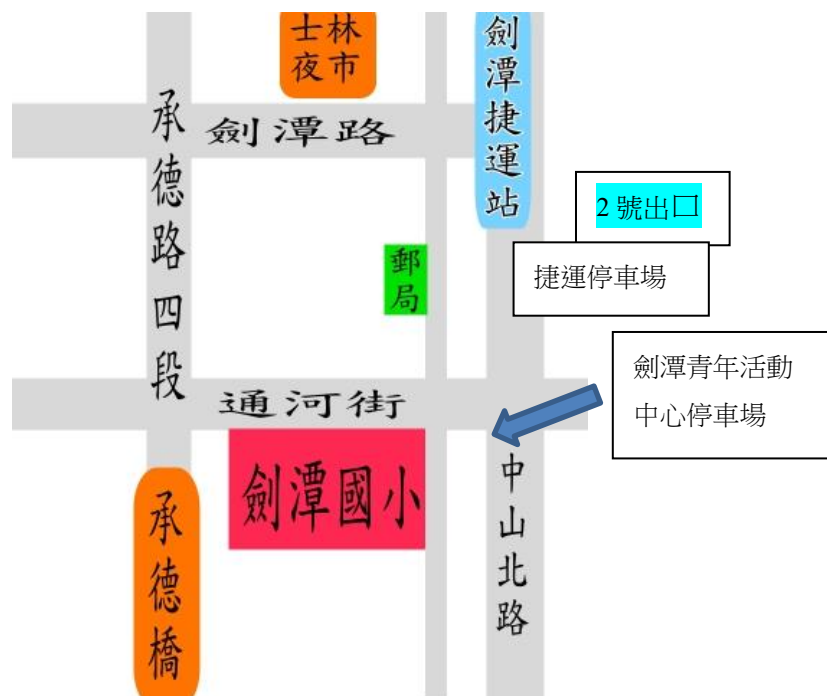 士林
夜市
劍潭捷運站
承德路四段
劍潭路
2 號出口
捷運停車場
郵局
劍潭青年活動
中心停車場
通河街
劍潭國小
中山北路
承德橋